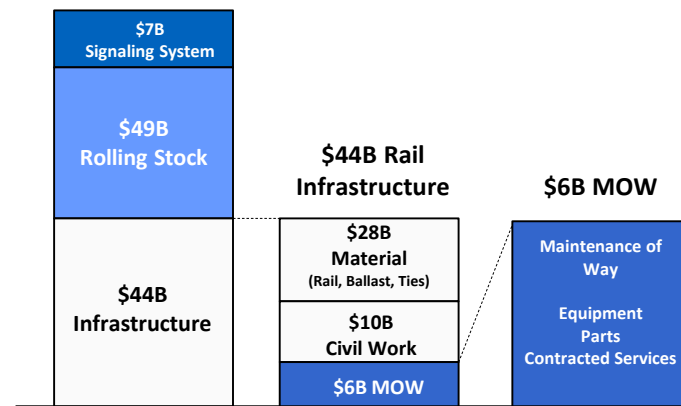 $7B
Signaling System
$49B
Rolling Stock
$44B
Infrastructure
$44B Rail
Infrastructure
$28B
Material
(Rail, Ballast, Ties)
$10B
Civil Work
$6B MOW
$6B MOW
Maintenance of
Way
Equipment
Parts
Contracted Services